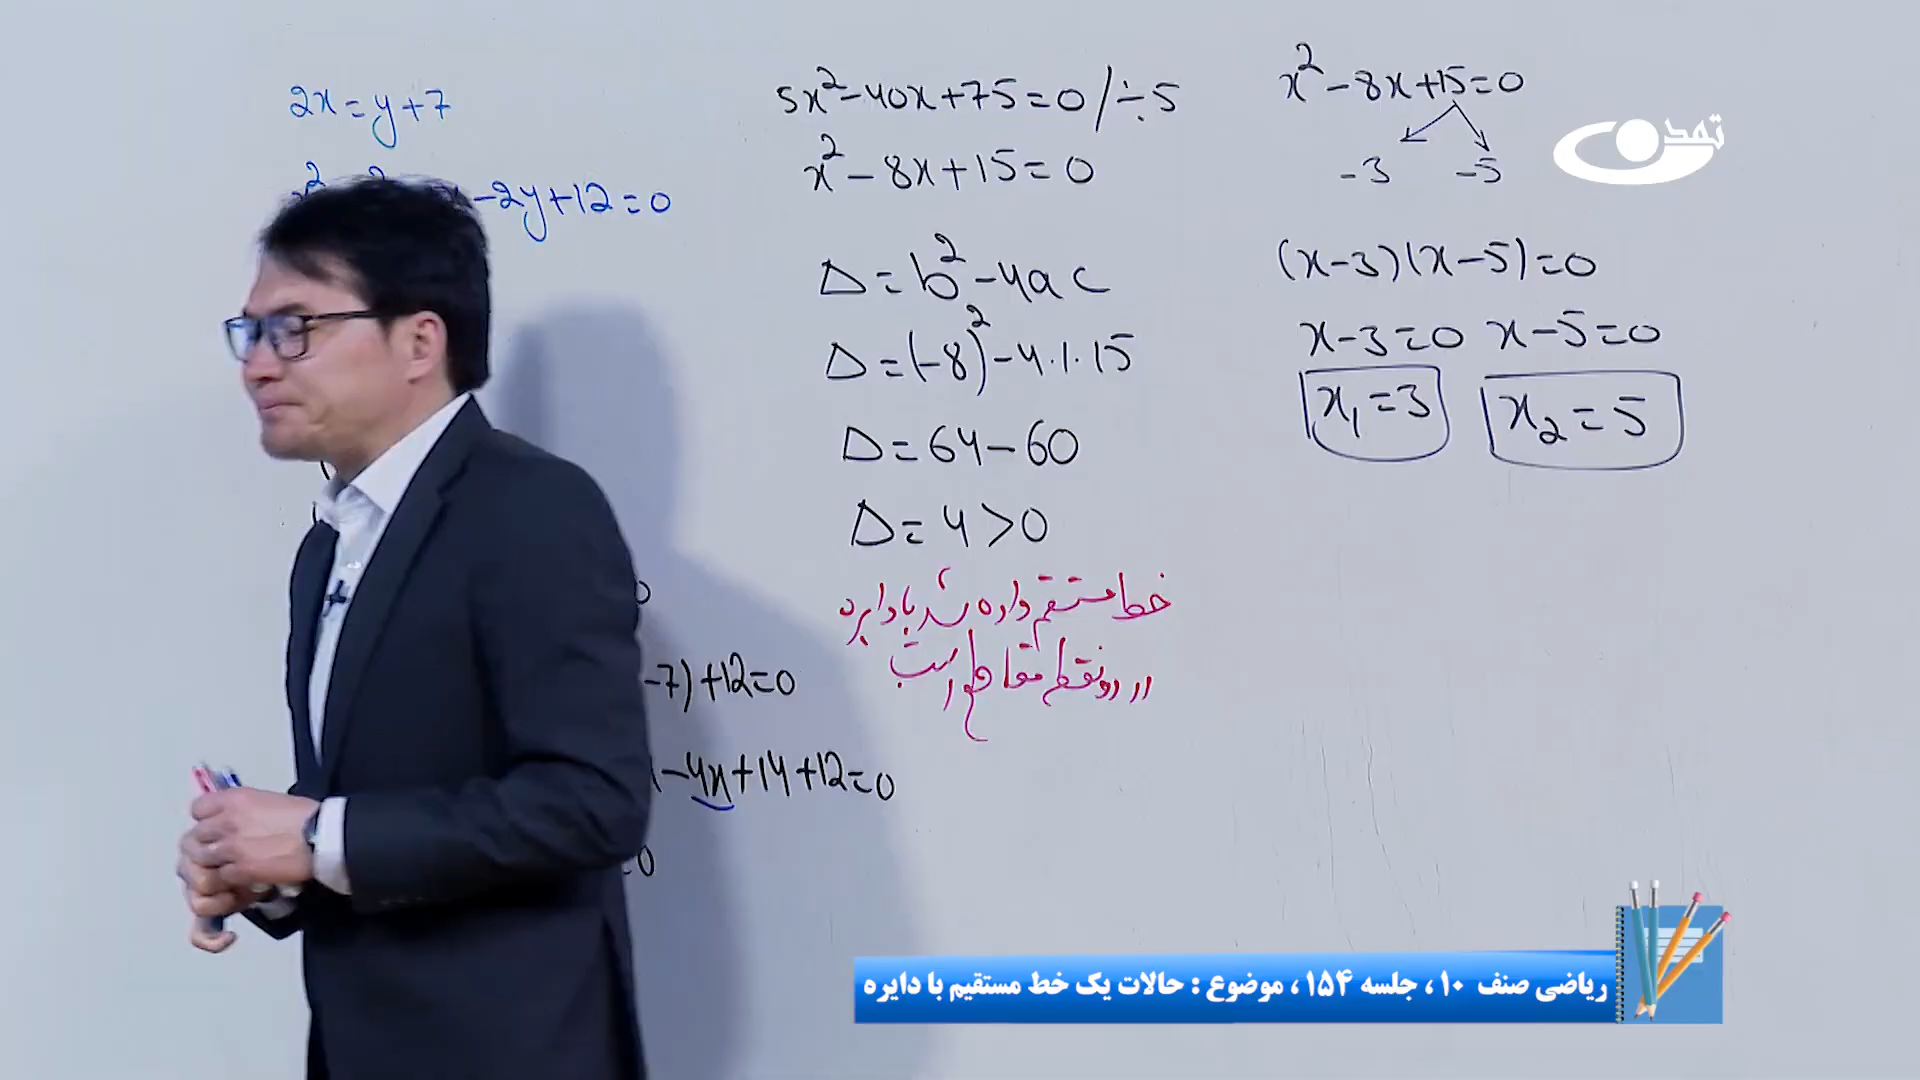 2x=y+7
-2y+12=0
-7)+12=0
-4x+14+12=0
=0
5x²-40x+75=0/÷5
x²-8x+15=0
Δ=b²-4ac
Δ=(-8)²-4·1·15
Δ=64-60
Δ=4>0
خط مستقیم داده شد با دایره
در دو نقطه متقاطع است
x²-8x+15=0
-3 -5
(x-3)(x-5)=0
x-3=0 x-5=0
x₁=3 x₂=5
تمدن
ریاضی صنف ۱۰ ، جلسه ۱۵۴ ، موضوع : حالات یک خط مستقیم با دایره